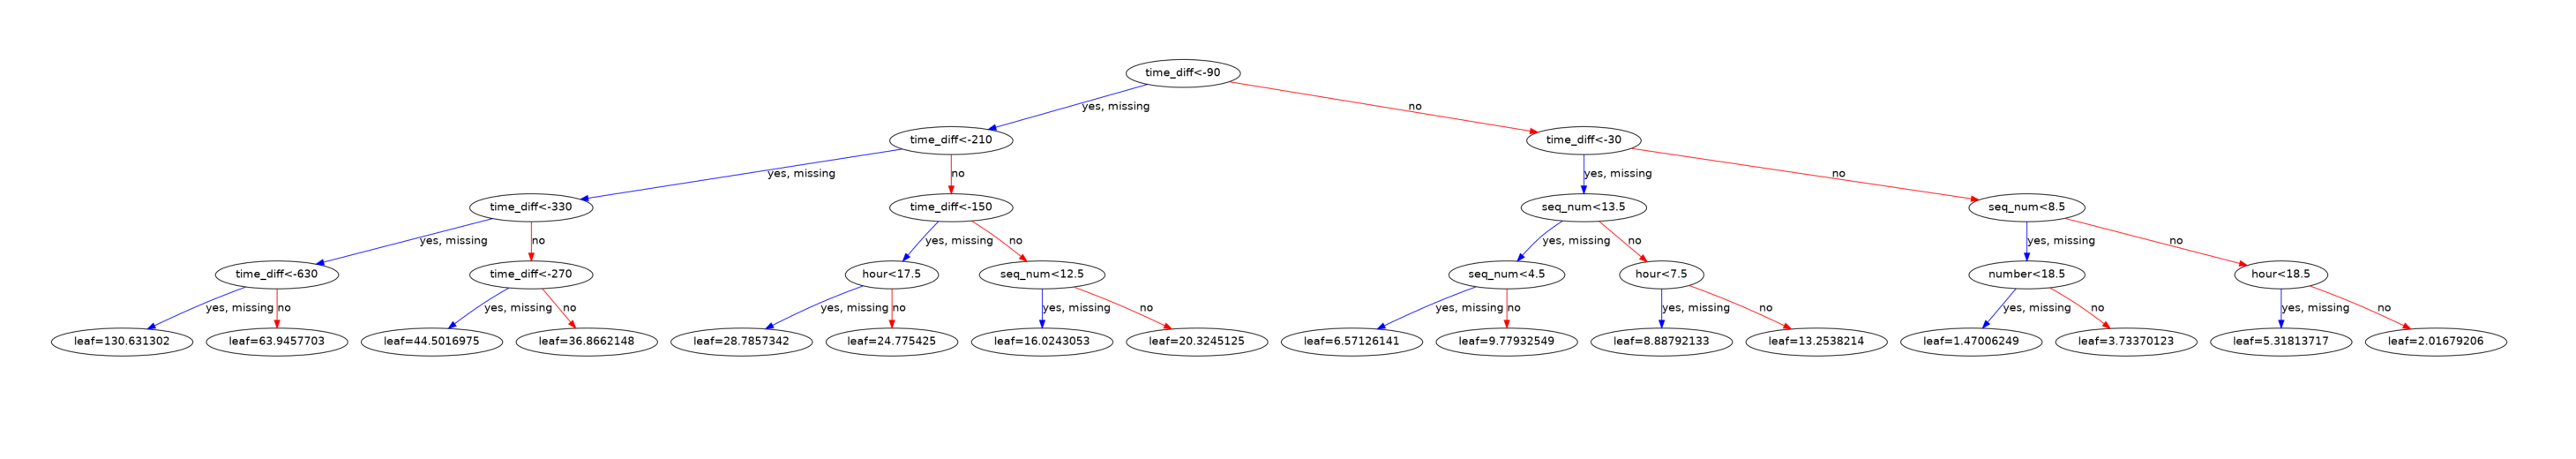 time_diff<-90
yes, missing
no
time_diff<-210
time_diff<-30
yes, missing
no
yes, missing
no
time_diff<-330
time_diff<-150
seq_num<13.5
seq_num<8.5
yes, missing
no
yes, missing
no
yes, missing
no
yes, missing
no
time_diff<-630
time_diff<-270
hour<17.5
seq_num<12.5
seq_num<4.5
hour<7.5
number<18.5
hour<18.5
yes, missing
no
yes, missing
no
yes, missing
no
yes, missing
no
yes, missing
no
yes, missing
no
yes, missing
no
yes, missing
no
leaf=130.631302
leaf=63.9457703
leaf=44.5016975
leaf=36.8662148
leaf=28.7857342
leaf=24.775425
leaf=16.0243053
leaf=20.3245125
leaf=6.57126141
leaf=9.77932549
leaf=8.88792133
leaf=13.2538214
leaf=1.47006249
leaf=3.73370123
leaf=5.31813717
leaf=2.01679206